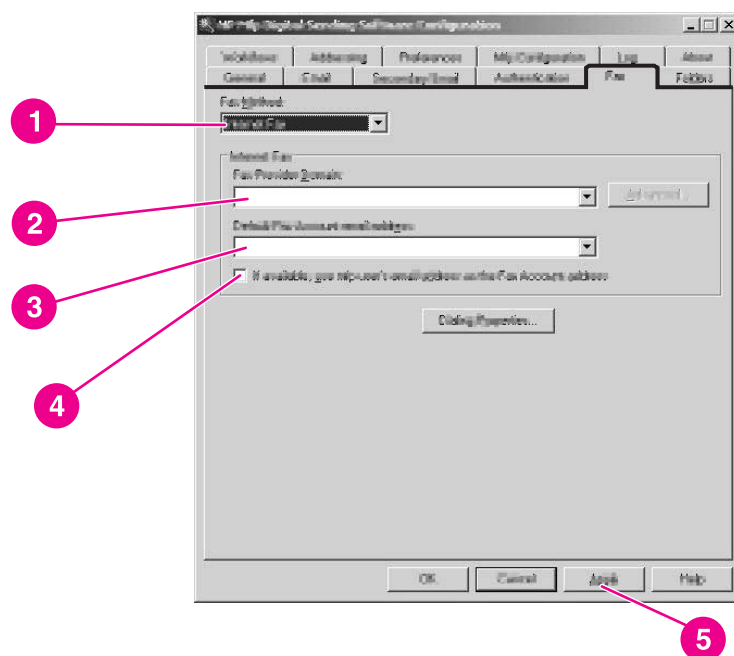 HP Mfp Digital Sending Software Configuration
Workflows Addressing Preferences Mfp Configuration Log About
General Email Secondary Email Authentication Fax Folders
Fax Method:
1
Internet Fax
Internet Fax
Fax Provider Domain:
2
Advanced...
Default Fax Account email address:
3
If available, use mfp user's email address as the Fax Account address
Dialing Properties...
4
OK Cancel Apply Help
5